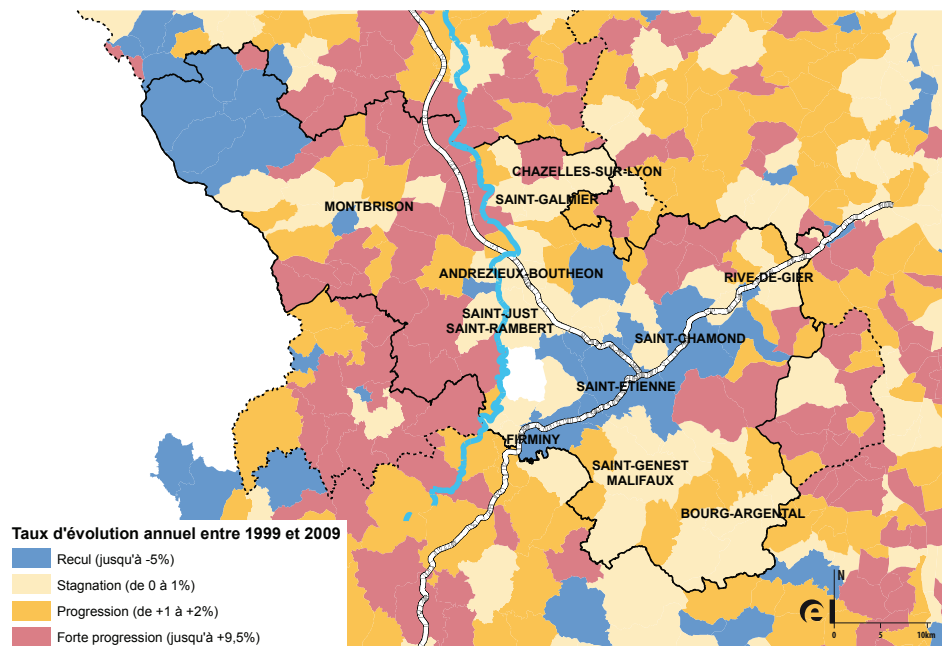 CHAZELLES-SUR-LYON
SAINT-GALMIER
MONTBRISON
ANDREZIEUX-BOUTHEON
RIVE-DE-GIER
SAINT-JUST
SAINT-RAMBERT
SAINT-CHAMOND
SAINT-ETIENNE
FIRMINY
SAINT-GENEST
MALIFAUX
BOURG-ARGENTAL
Taux d'évolution annuel entre 1999 et 2009
Recul (jusqu'à -5%)
Stagnation (de 0 à 1%)
Progression (de +1 à +2%)
Forte progression (jusqu'à +9,5%)
N
el
0 5 10km